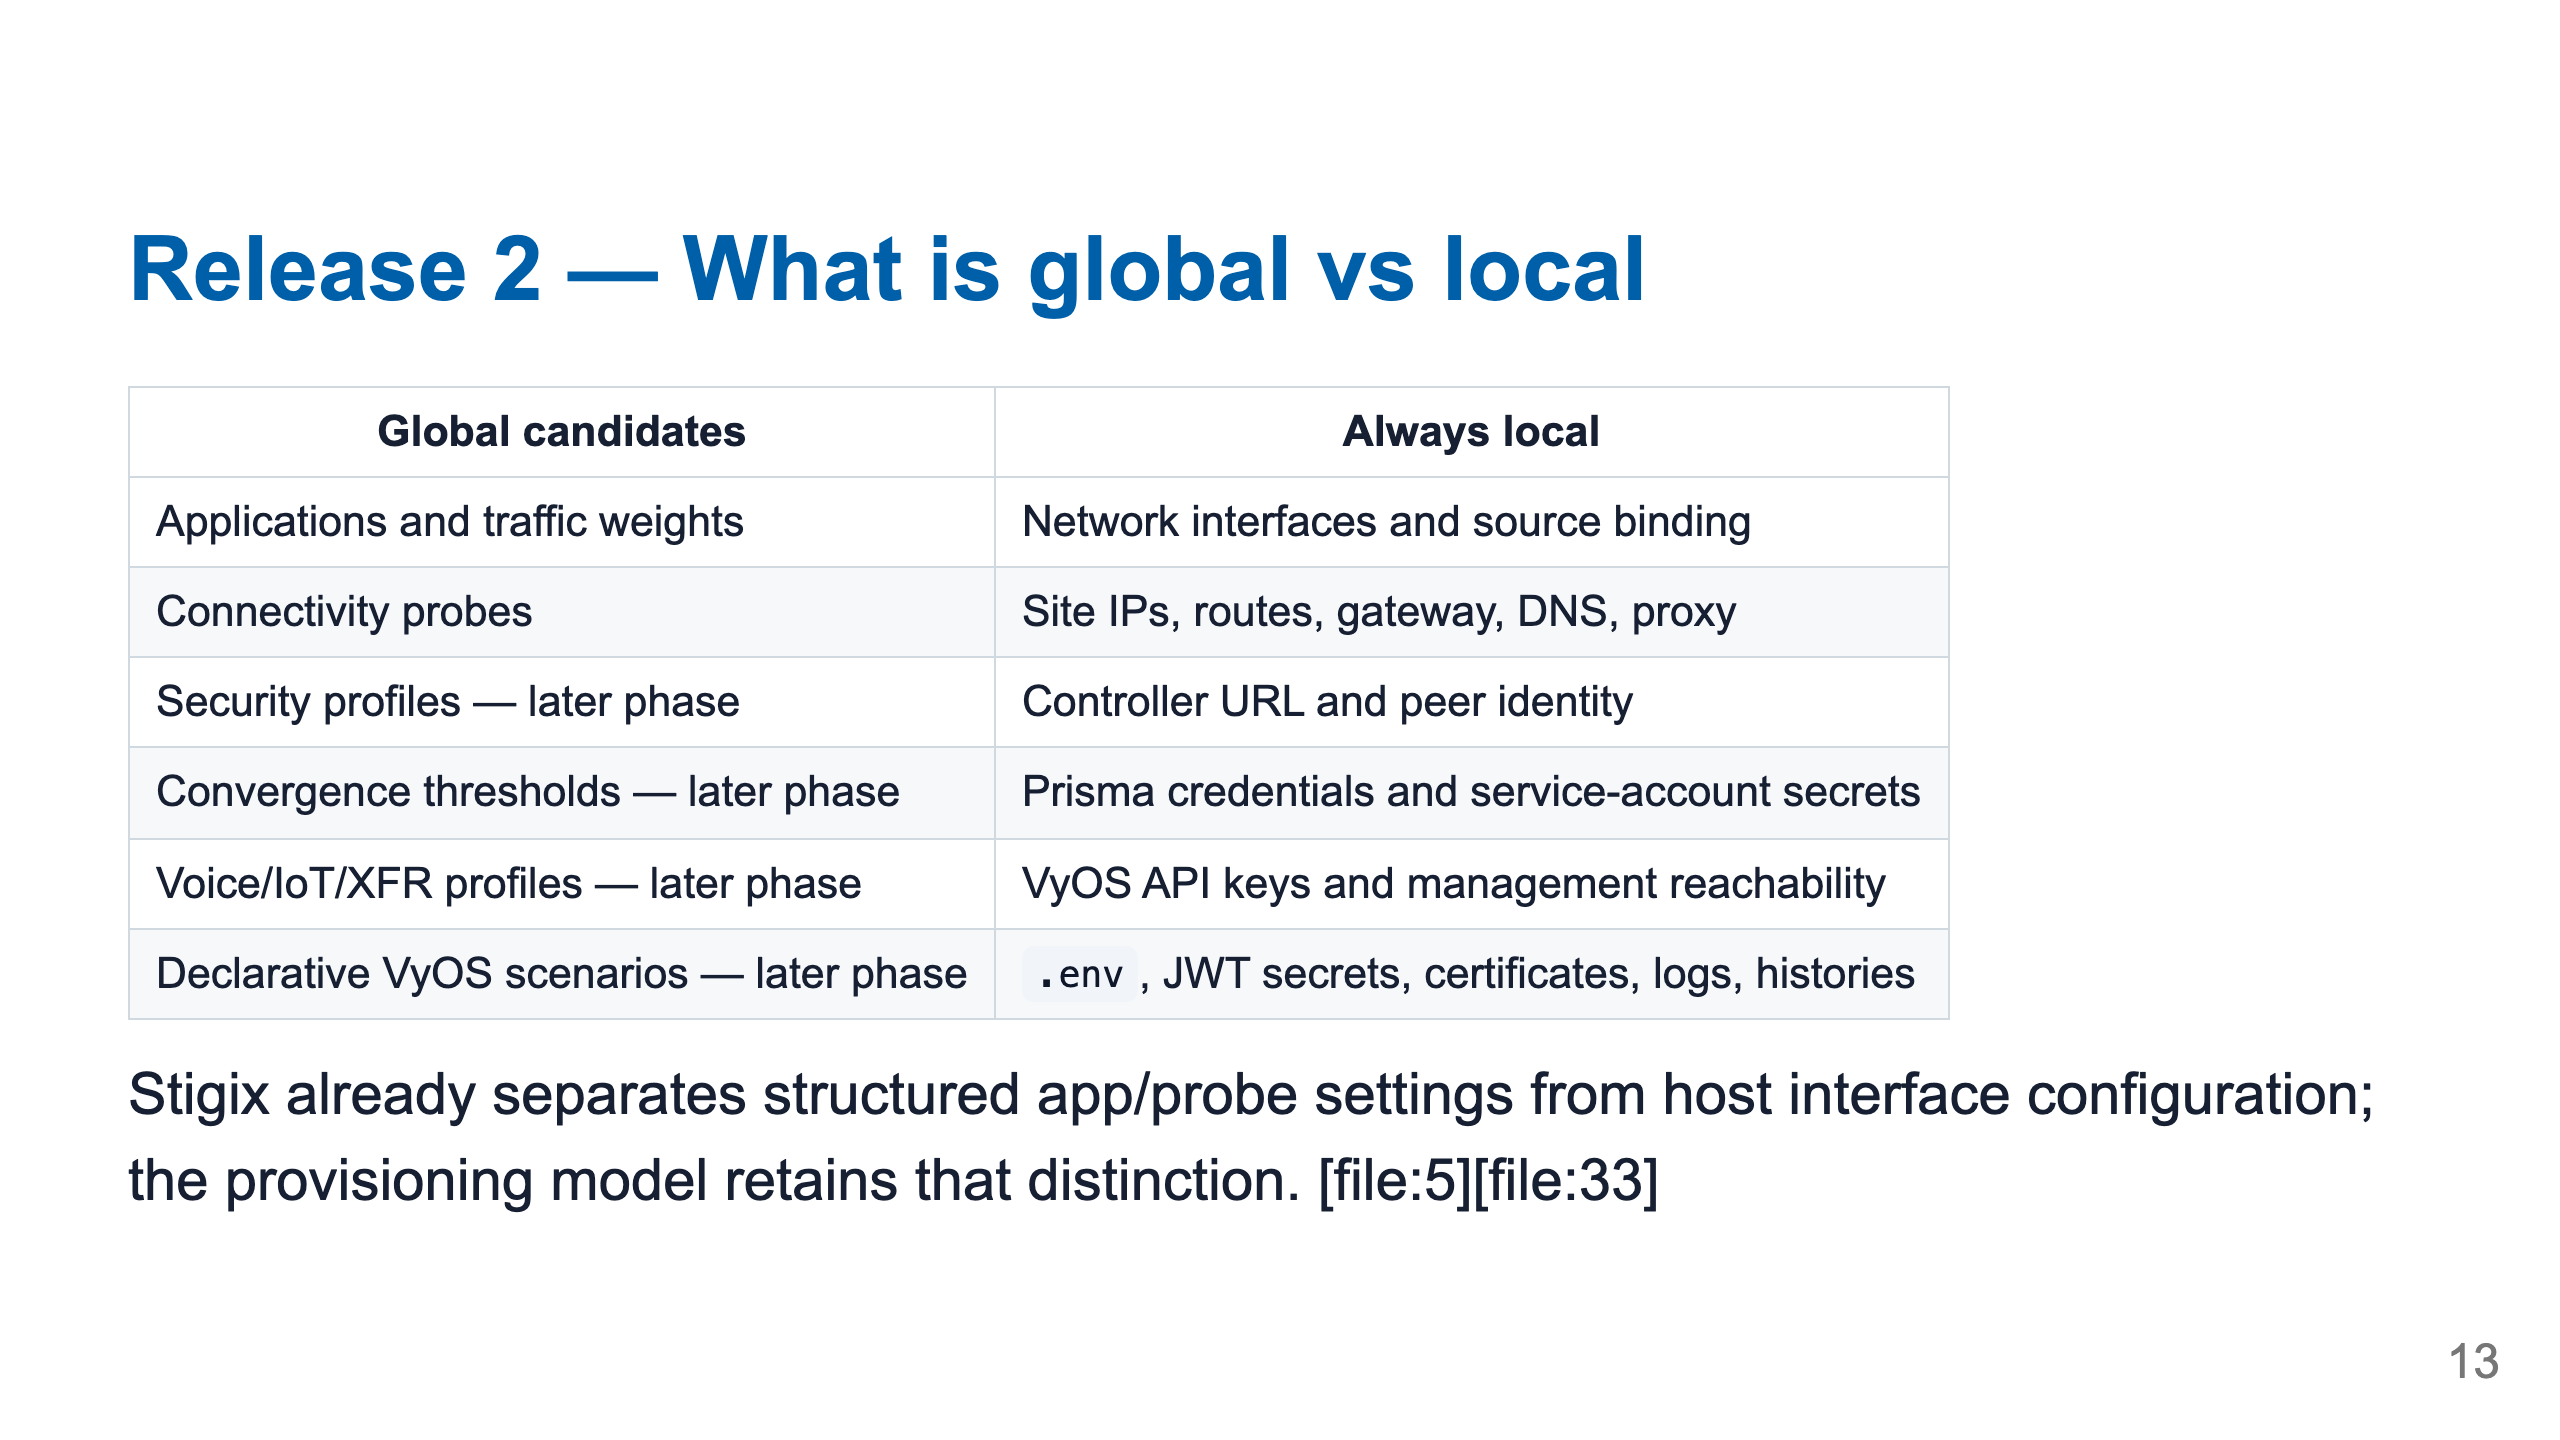 Release 2 — What is global vs local
Global candidates Always local
Applications and traffic weights Network interfaces and source binding
Connectivity probes Site IPs, routes, gateway, DNS, proxy
Security profiles — later phase Controller URL and peer identity
Convergence thresholds — later phase Prisma credentials and service-account secrets
Voice/IoT/XFR profiles — later phase VyOS API keys and management reachability
Declarative VyOS scenarios — later phase .env, JWT secrets, certificates, logs, histories
Stigix already separates structured app/probe settings from host interface configuration;
the provisioning model retains that distinction. [file:5][file:33]
13